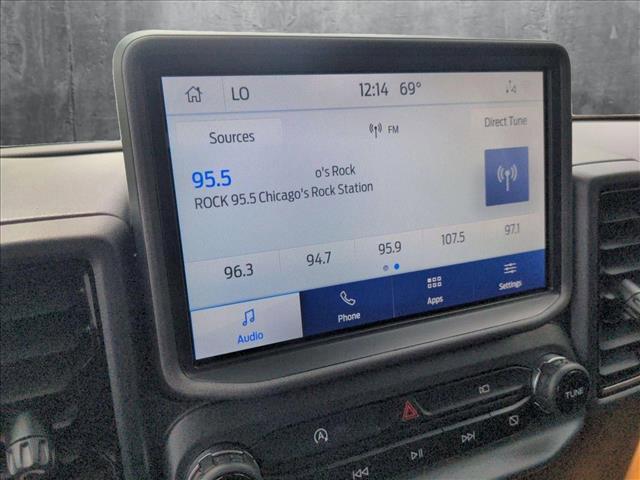 LO 12:14 69°
Sources FM Direct Tune
95.5 o's Rock
ROCK 95.5 Chicago's Rock Station
96.3 94.7 95.9 107.5 97.1
Audio Phone Apps Settings
TUNE